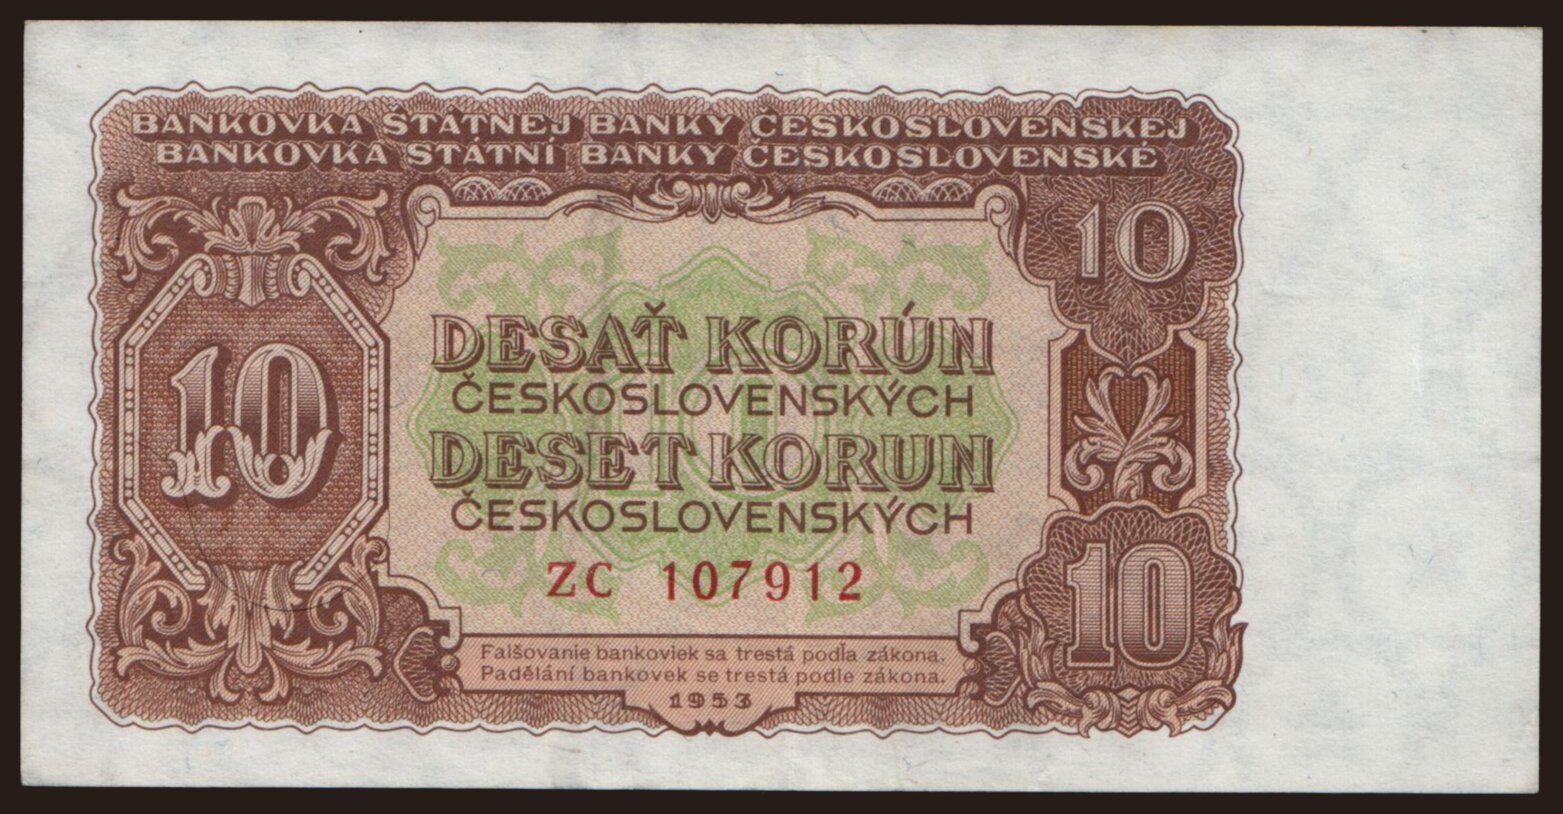 BANKOVKA ŠTÁTNEJ BANKY ČESKOSLOVENSKEJ
BANKOVKA STÁTNÍ BANKY ČESKOSLOVENSKÉ
10
10
DESAŤ KORÚN
ČESKOSLOVENSKÝCH
DESET KORUN
ČESKOSLOVENSKÝCH
10
ZC 107912
10
Falšovanie bankoviek sa trestá podľa zákona.
Padělání bankovek se trestá podle zákona.
1953